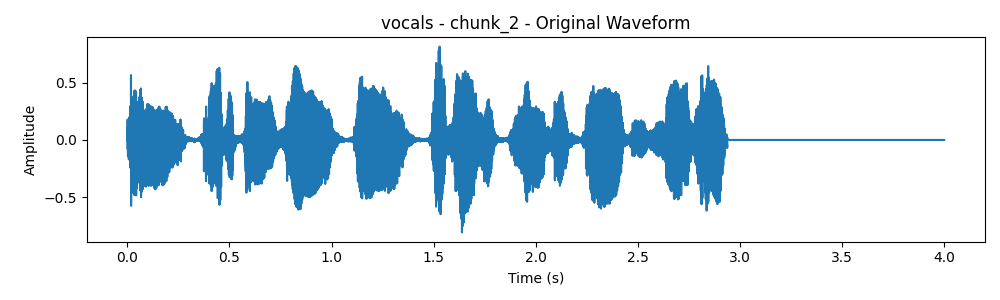 vocals - chunk_2 - Original Waveform
Amplitude
0.5
0.0
−0.5
0.0 0.5 1.0 1.5 2.0 2.5 3.0 3.5 4.0
Time (s)